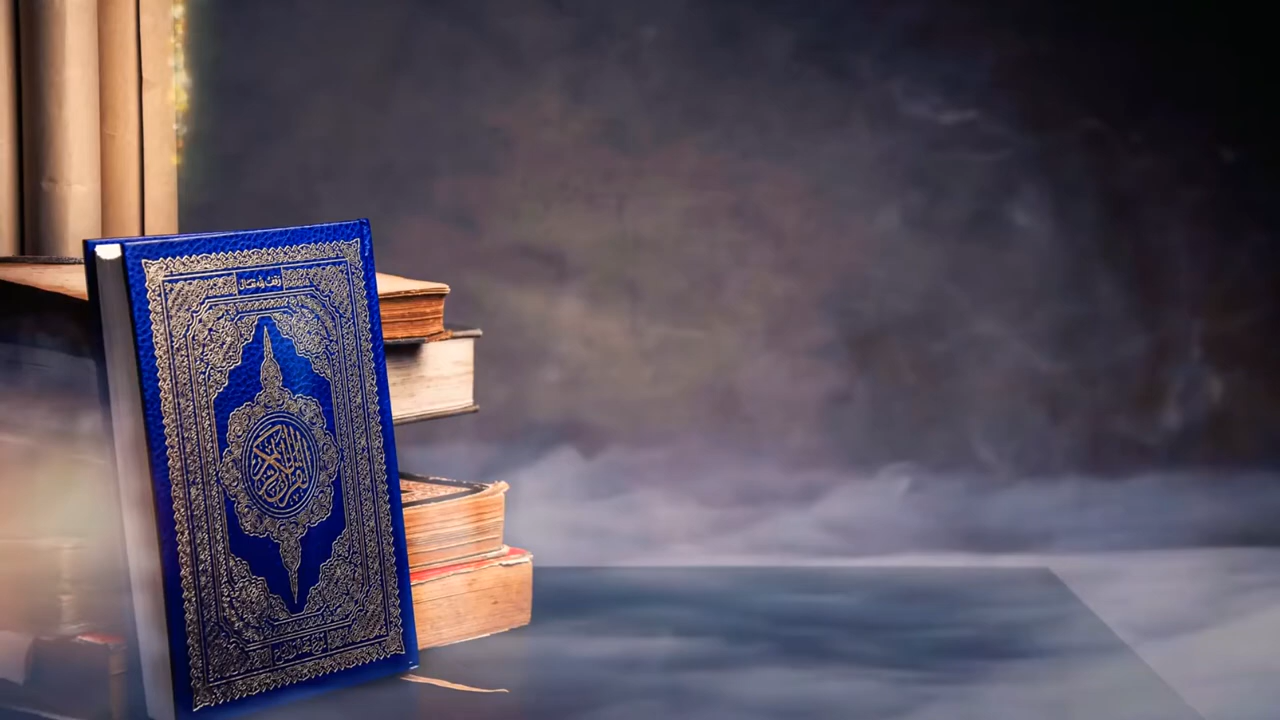 وقف لله تعالى
القرآن الكريم